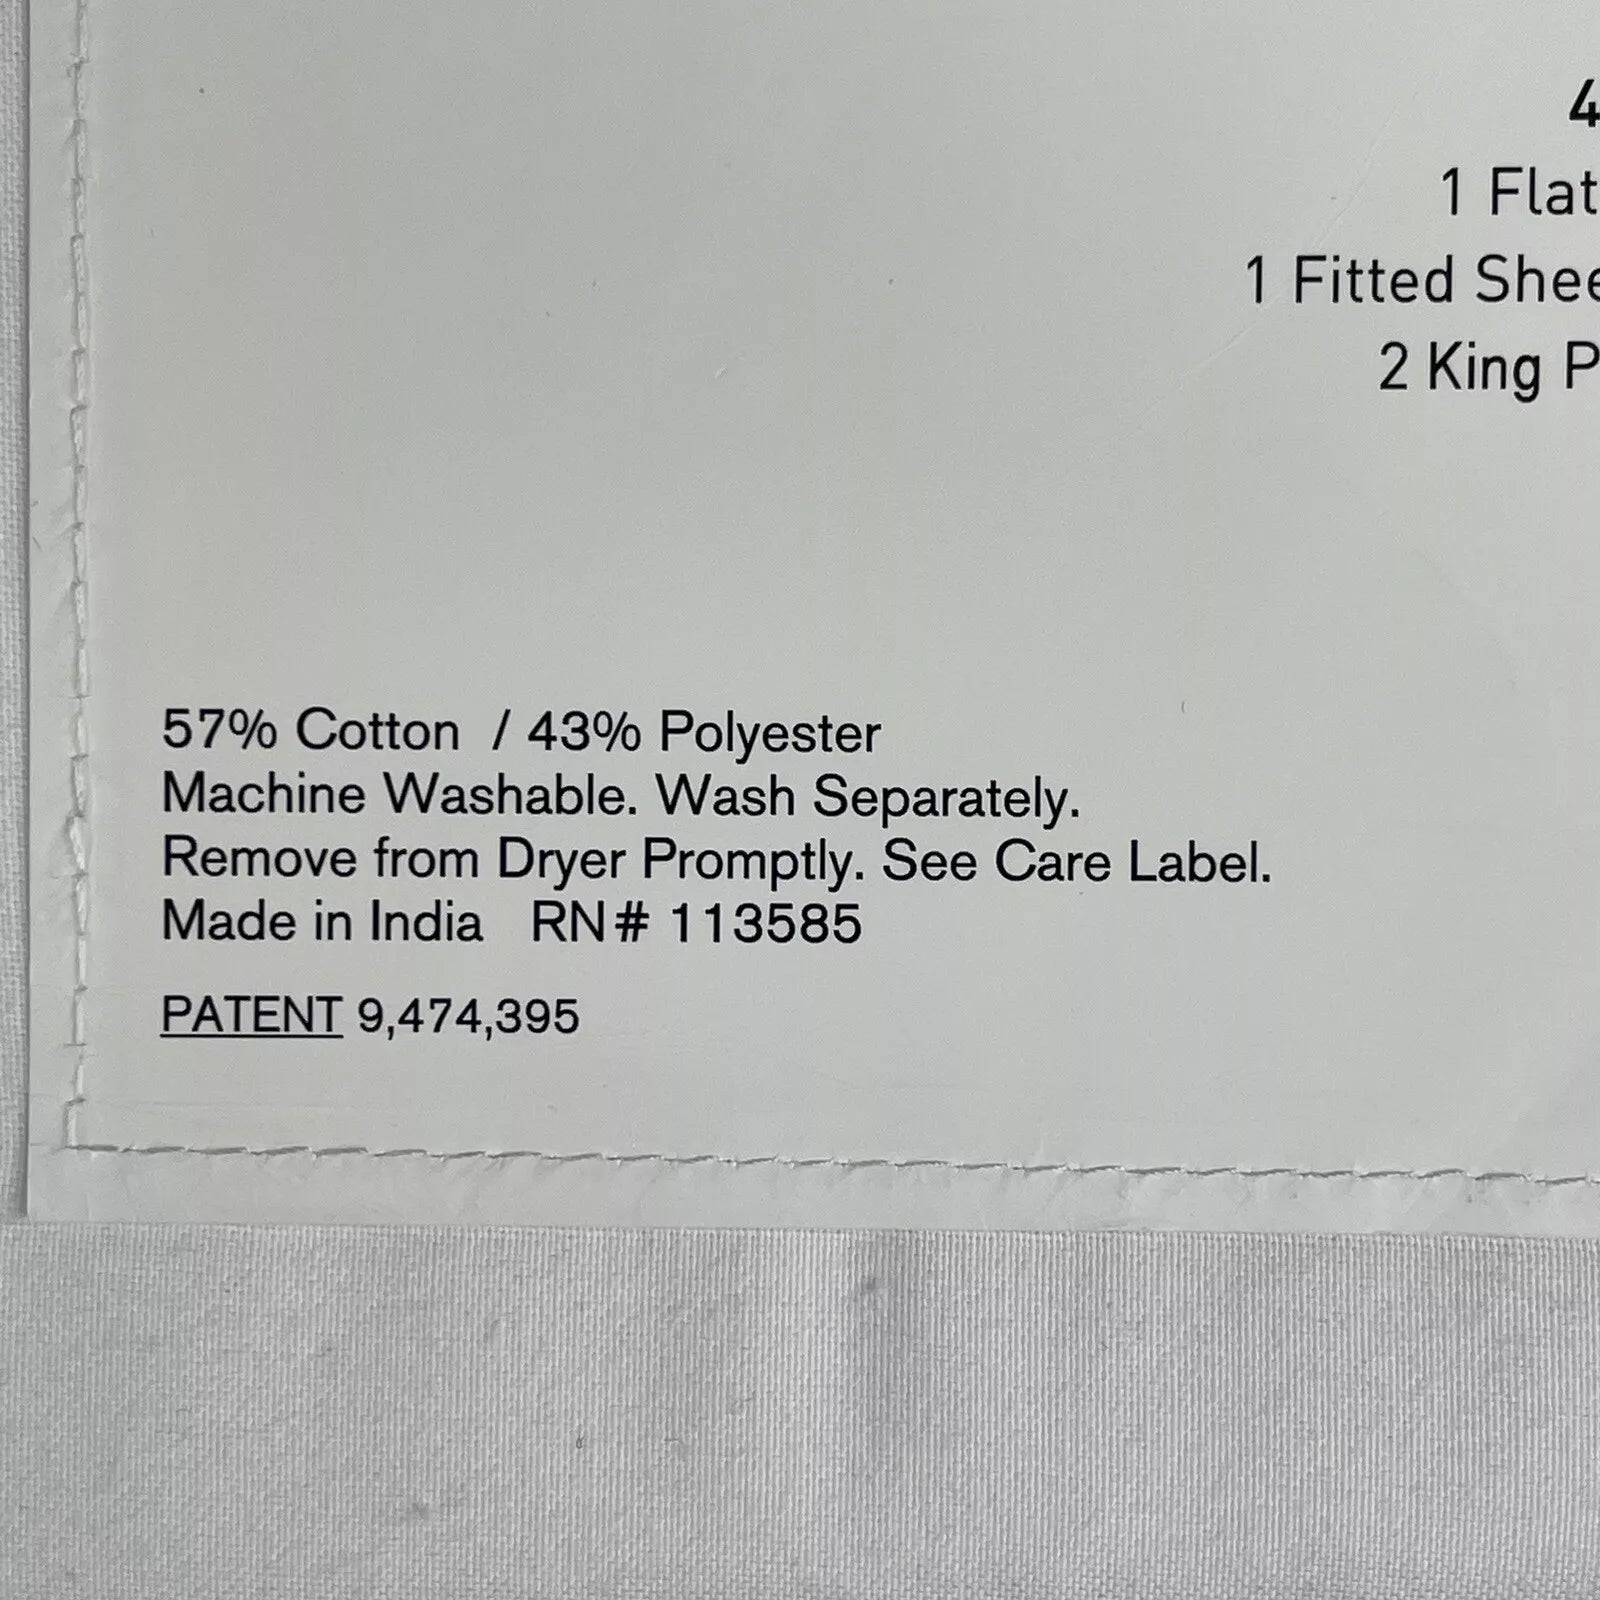 4
1 Flat
1 Fitted Shee
2 King P
57% Cotton / 43% Polyester
Machine Washable. Wash Separately.
Remove from Dryer Promptly. See Care Label.
Made in India RN# 113585
PATENT 9,474,395